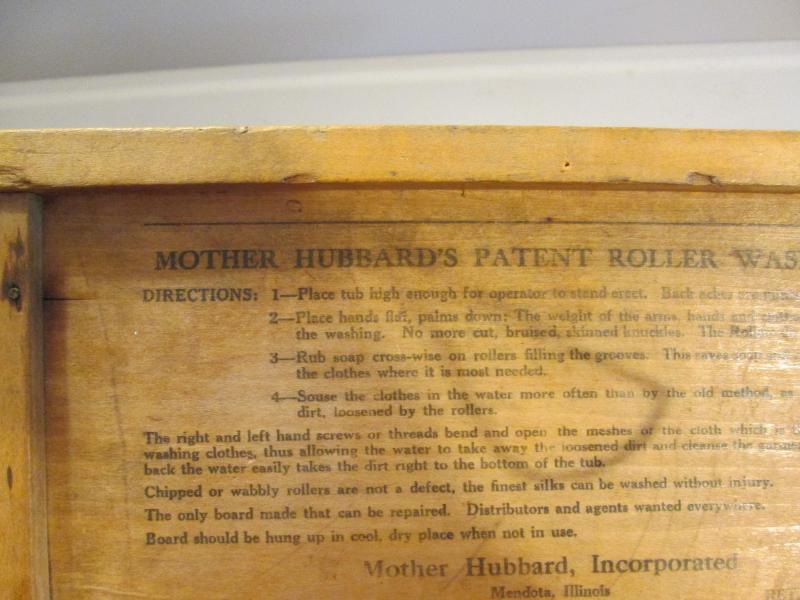 MOTHER HUBBARD'S PATENT ROLLER WAS
DIRECTIONS: 1—Place tub high enough for operator to stand erect. Back aches are
2—Place hands flat, palms down: The weight of the arms, hands and
the washing. No more cut, bruised, skinned knuckles. The Roller
3—Rub soap cross-wise on rollers filling the grooves. This saves soap
the clothes where it is most needed.
4—Souse the clothes in the water more often than by the old method, as
dirt, loosened by the rollers.
The right and left hand screws or threads bend and open the meshes of the cloth which is
washing clothes, thus allowing the water to take away the loosened dirt and cleanse the
back the water easily takes the dirt right to the bottom of the tub.
Chipped or wabbly rollers are not a defect, the finest silks can be washed without injury.
The only board made that can be repaired. Distributors and agents wanted everywhere.
Board should be hung up in cool, dry place when not in use.
Mother Hubbard, Incorporated
Mendota, Illinois